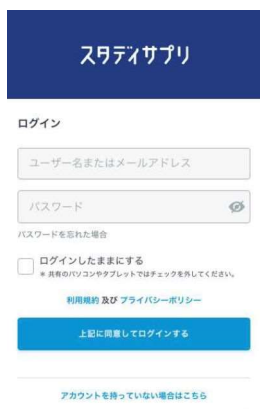 スタディサプリ
ログイン
ユーザー名またはメールアドレス
パスワード
パスワードを忘れた場合
ログインしたままにする
※ 共有のパソコンやタブレットではチェックを外してください。
利用規約 及び プライバシーポリシー
上記に同意してログインする
アカウントを持っていない場合はこちら